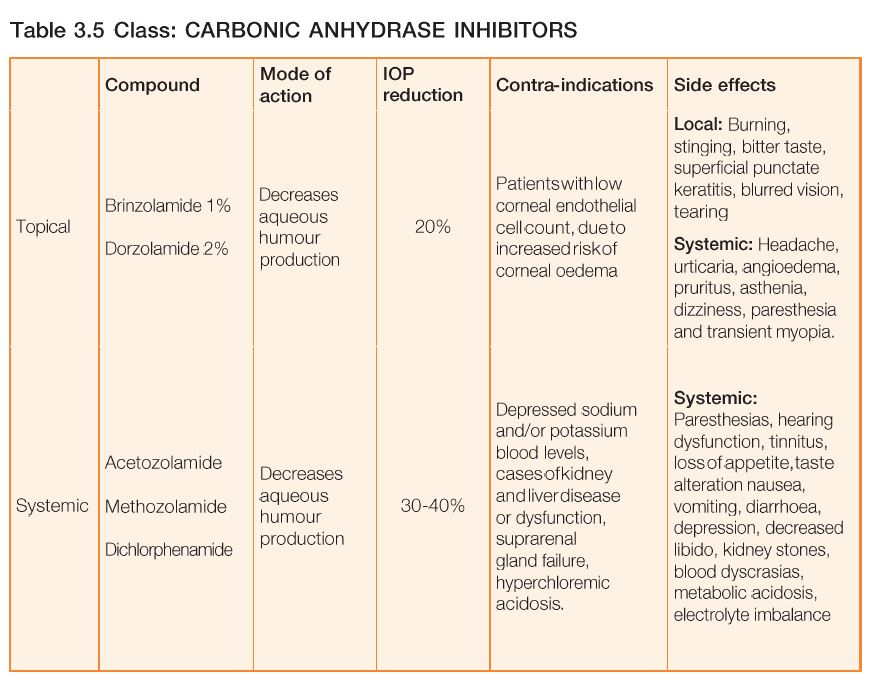 Table 3.5 Class: CARBONIC ANHYDRASE INHIBITORS
Compound
Mode of
action
IOP
reduction
Contra-indications
Side effects
Topical
Brinzolamide 1%
Dorzolamide 2%
Decreases
aqueous
humour
production
20%
Patients with low
corneal endothelial
cell count, due to
increased risk of
corneal oedema
Local: Burning,
stinging, bitter taste,
superficial punctate
keratitis, blurred vision,
tearing
Systemic: Headache,
urticaria, angioedema,
pruritus, asthenia,
dizziness, paresthesia
and transient myopia.
Systemic
Acetozolamide
Methozolamide
Dichlorphenamide
Decreases
aqueous
humour
production
30-40%
Depressed sodium
and/or potassium
blood levels,
cases of kidney
and liver disease
or dysfunction,
suprarenal
gland failure,
hyperchloremic
acidosis.
Systemic:
Paresthesias, hearing
dysfunction, tinnitus,
loss of appetite, taste
alteration nausea,
vomiting, diarrhoea,
depression, decreased
libido, kidney stones,
blood dyscrasias,
metabolic acidosis,
electrolyte imbalance